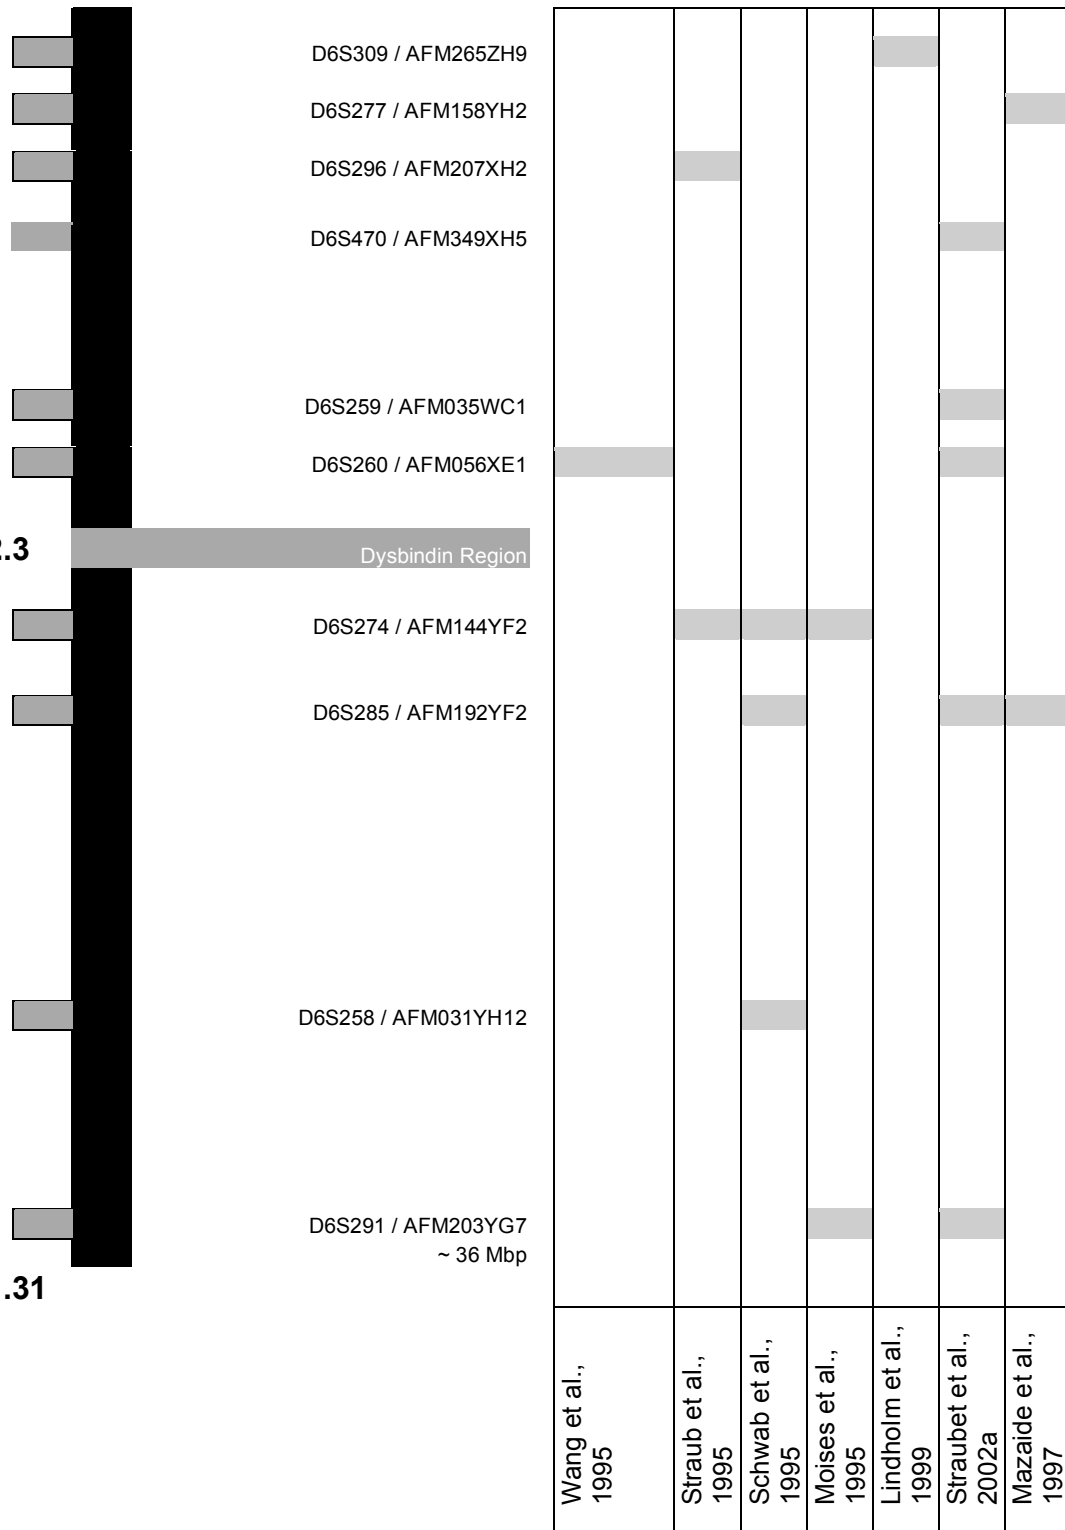 D6S309 / AFM265ZH9
D6S277 / AFM158YH2
D6S296 / AFM207XH2
D6S470 / AFM349XH5
D6S259 / AFM035WC1
D6S260 / AFM056XE1
.3
Dysbindin Region
D6S274 / AFM144YF2
D6S285 / AFM192YF2
D6S258 / AFM031YH12
D6S291 / AFM203YG7
~ 36 Mbp
.31
Wang et al.,
1995
Straub et al.,
1995
Schwab et al.,
1995
Moises et al.,
1995
Lindholm et al.,
1999
Straubet et al.,
2002a
Mazaide et al.,
1997